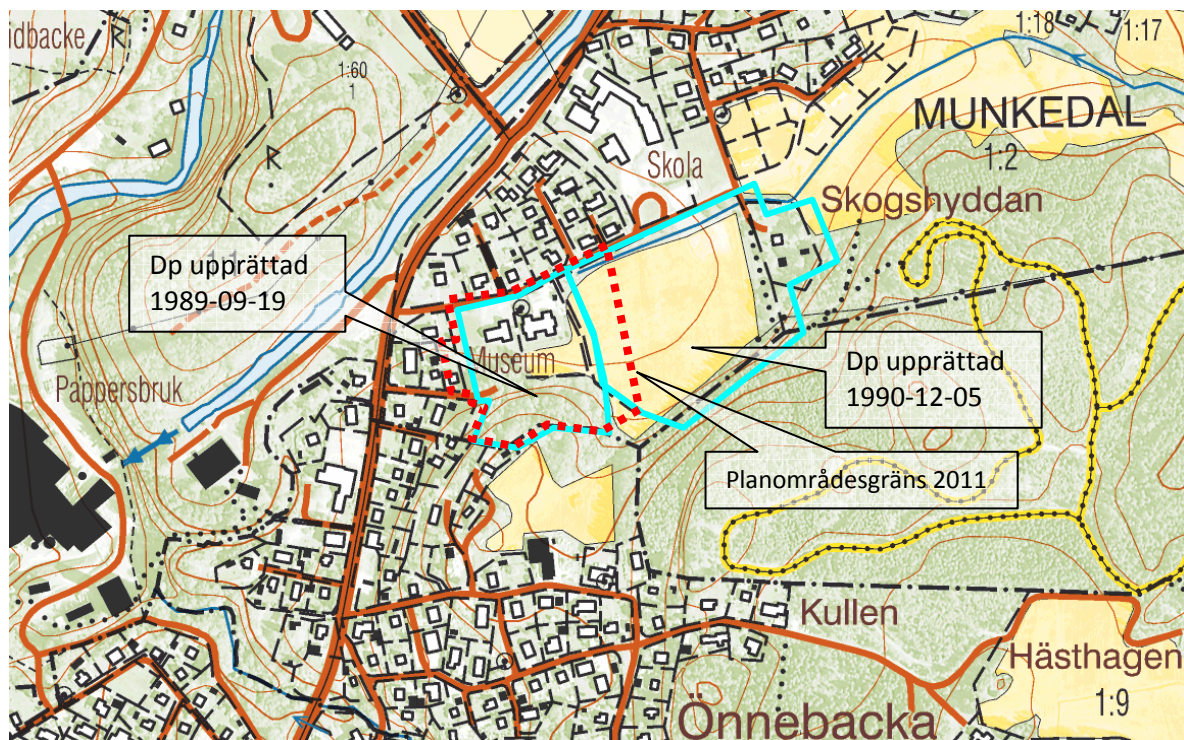 idbacke
R
1:60
1
1:18
1:17
MUNKEDAL
1:2
Skola
R
Skogshyddan
Dp upprättad
1989-09-19
Museum
Dp upprättad
1990-12-05
Pappersbruk
Planområdesgräns 2011
Kullen
Hästhagen
1:9
Önnebacka